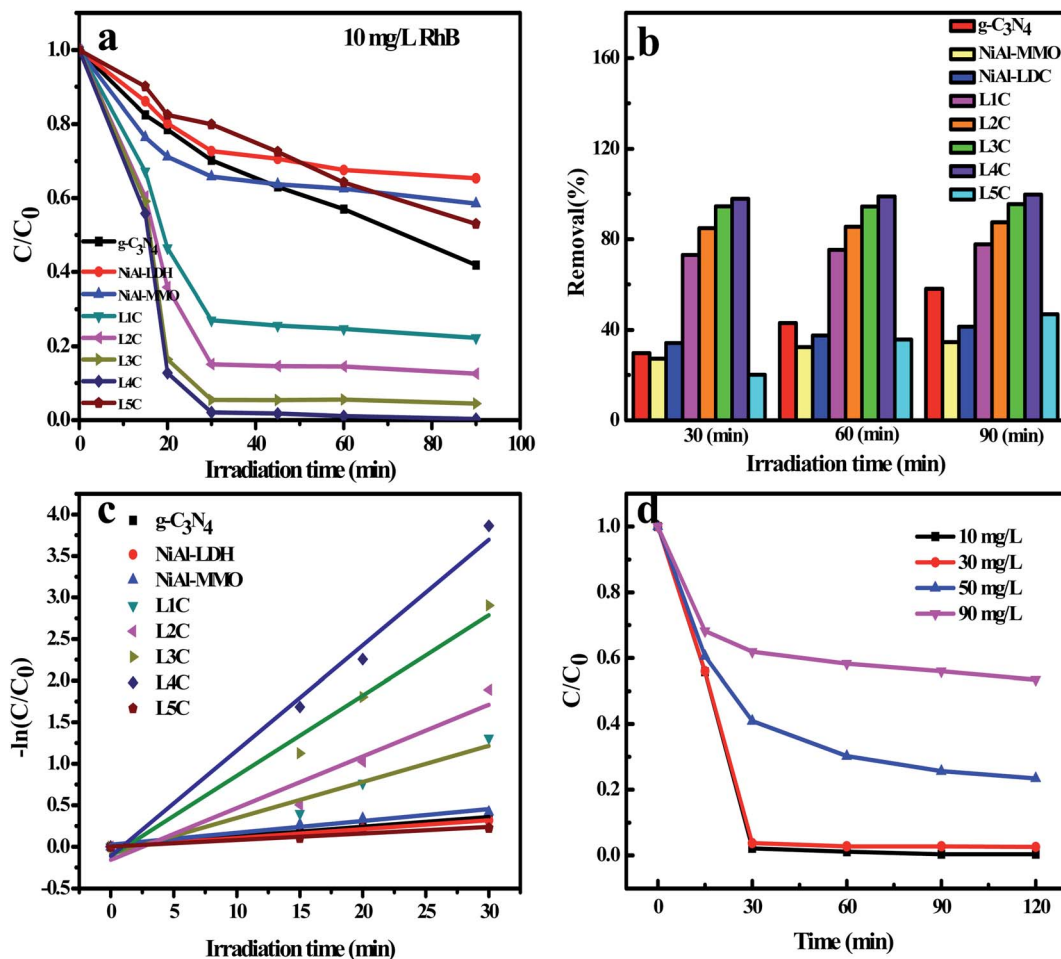 a
10 mg/L RhB
1.0
0.8
0.6
0.4
0.2
0.0
C/C0
g-C3N4
NiAl-LDH
NiAl-MMO
L1C
L2C
L3C
L4C
L5C
0 20 40 60 80 100
Irradiation time (min)
b
160
120
80
40
0
Removal(%)
g-C3N4
NiAl-MMO
NiAl-LDC
L1C
L2C
L3C
L4C
L5C
30 (min) 60 (min) 90 (min)
Irradiation time (min)
c
4.0
3.5
3.0
2.5
2.0
1.5
1.0
0.5
0.0
-0.5
-ln(C/C0)
g-C3N4
NiAl-LDH
NiAl-MMO
L1C
L2C
L3C
L4C
L5C
0 5 10 15 20 25 30
Irradiation time (min)
d
1.0
0.8
0.6
0.4
0.2
0.0
C/C0
10 mg/L
30 mg/L
50 mg/L
90 mg/L
0 30 60 90 120
Time (min)